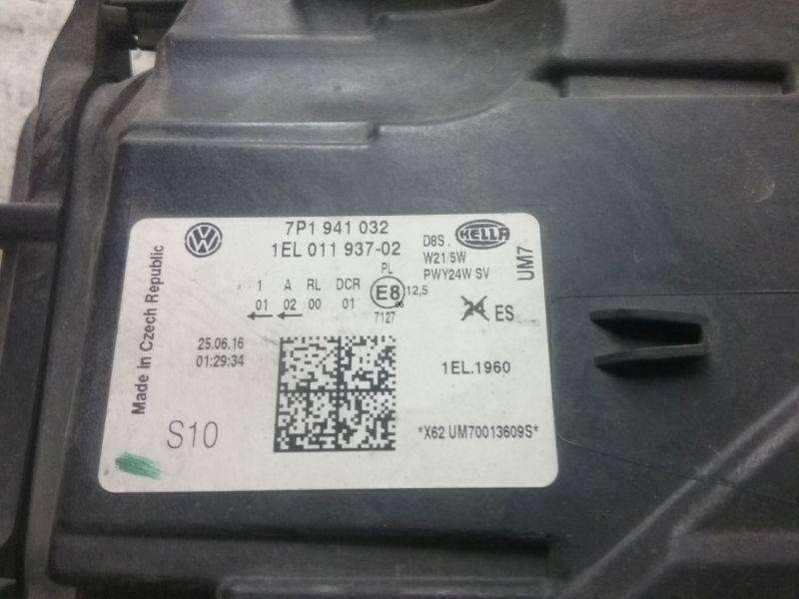 Made in Czech Republic
VW
7P1 941 032
1EL 011 937-02
D8S .
W21/5W
PWY24W SV
HELLA
UM7
PL
1 A RL DCR
01 02 00 01
E8
12,5
7127
ES
25.06.16
01:29:34
1EL.1960
S10
*X62 UM70013609S*